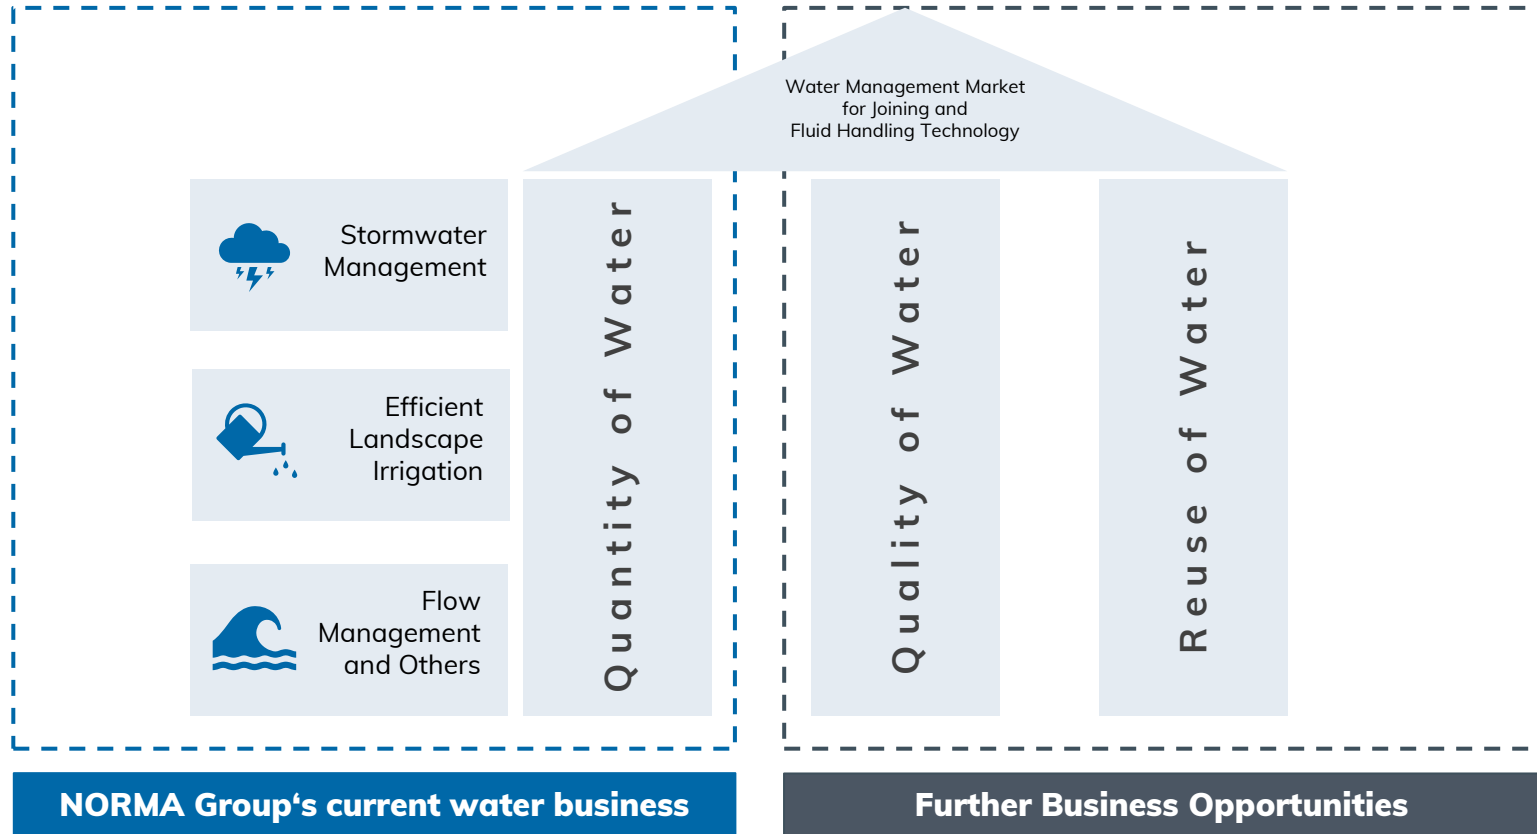 Water Management Market
for Joining and
Fluid Handling Technology
Stormwater
Management
Efficient
Landscape
Irrigation
Flow
Management
and Others
Quantity of Water
Quality of Water
Reuse of Water
NORMA Group‘s current water business
Further Business Opportunities